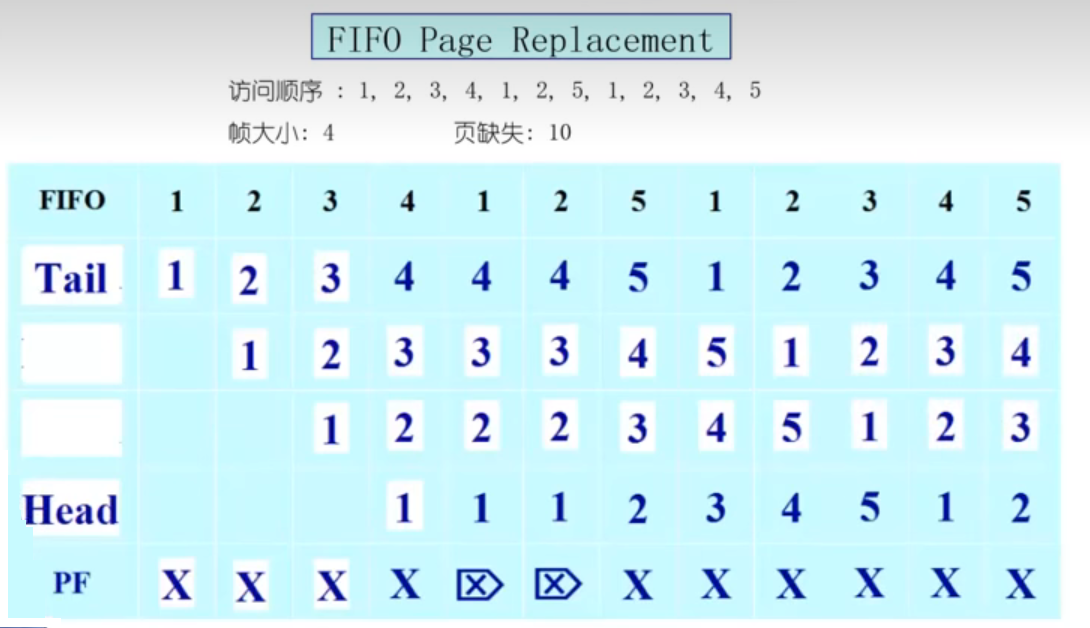 FIFO Page Replacement
访问顺序 : 1, 2, 3, 4, 1, 2, 5, 1, 2, 3, 4, 5
帧大小: 4 页缺失: 10
FIFO 1 2 3 4 1 2 5 1 2 3 4 5
Tail 1 2 3 4 4 4 5 1 2 3 4 5
1 2 3 3 3 4 5 1 2 3 4
1 2 2 2 3 4 5 1 2 3
Head 1 1 1 2 3 4 5 1 2
PF X X X X ⌦ ⌦ X X X X X X